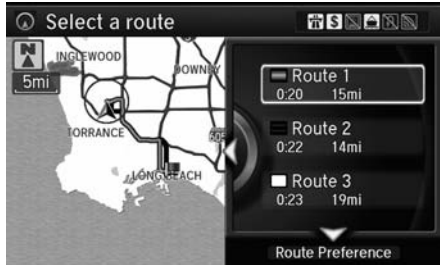 Select a route
$
N
5mi
INGLEWOOD
DOWNEY
TORRANCE
605
LONG BEACH
Route 1
0:20 15mi
Route 2
0:22 14mi
Route 3
0:23 19mi
Route Preference